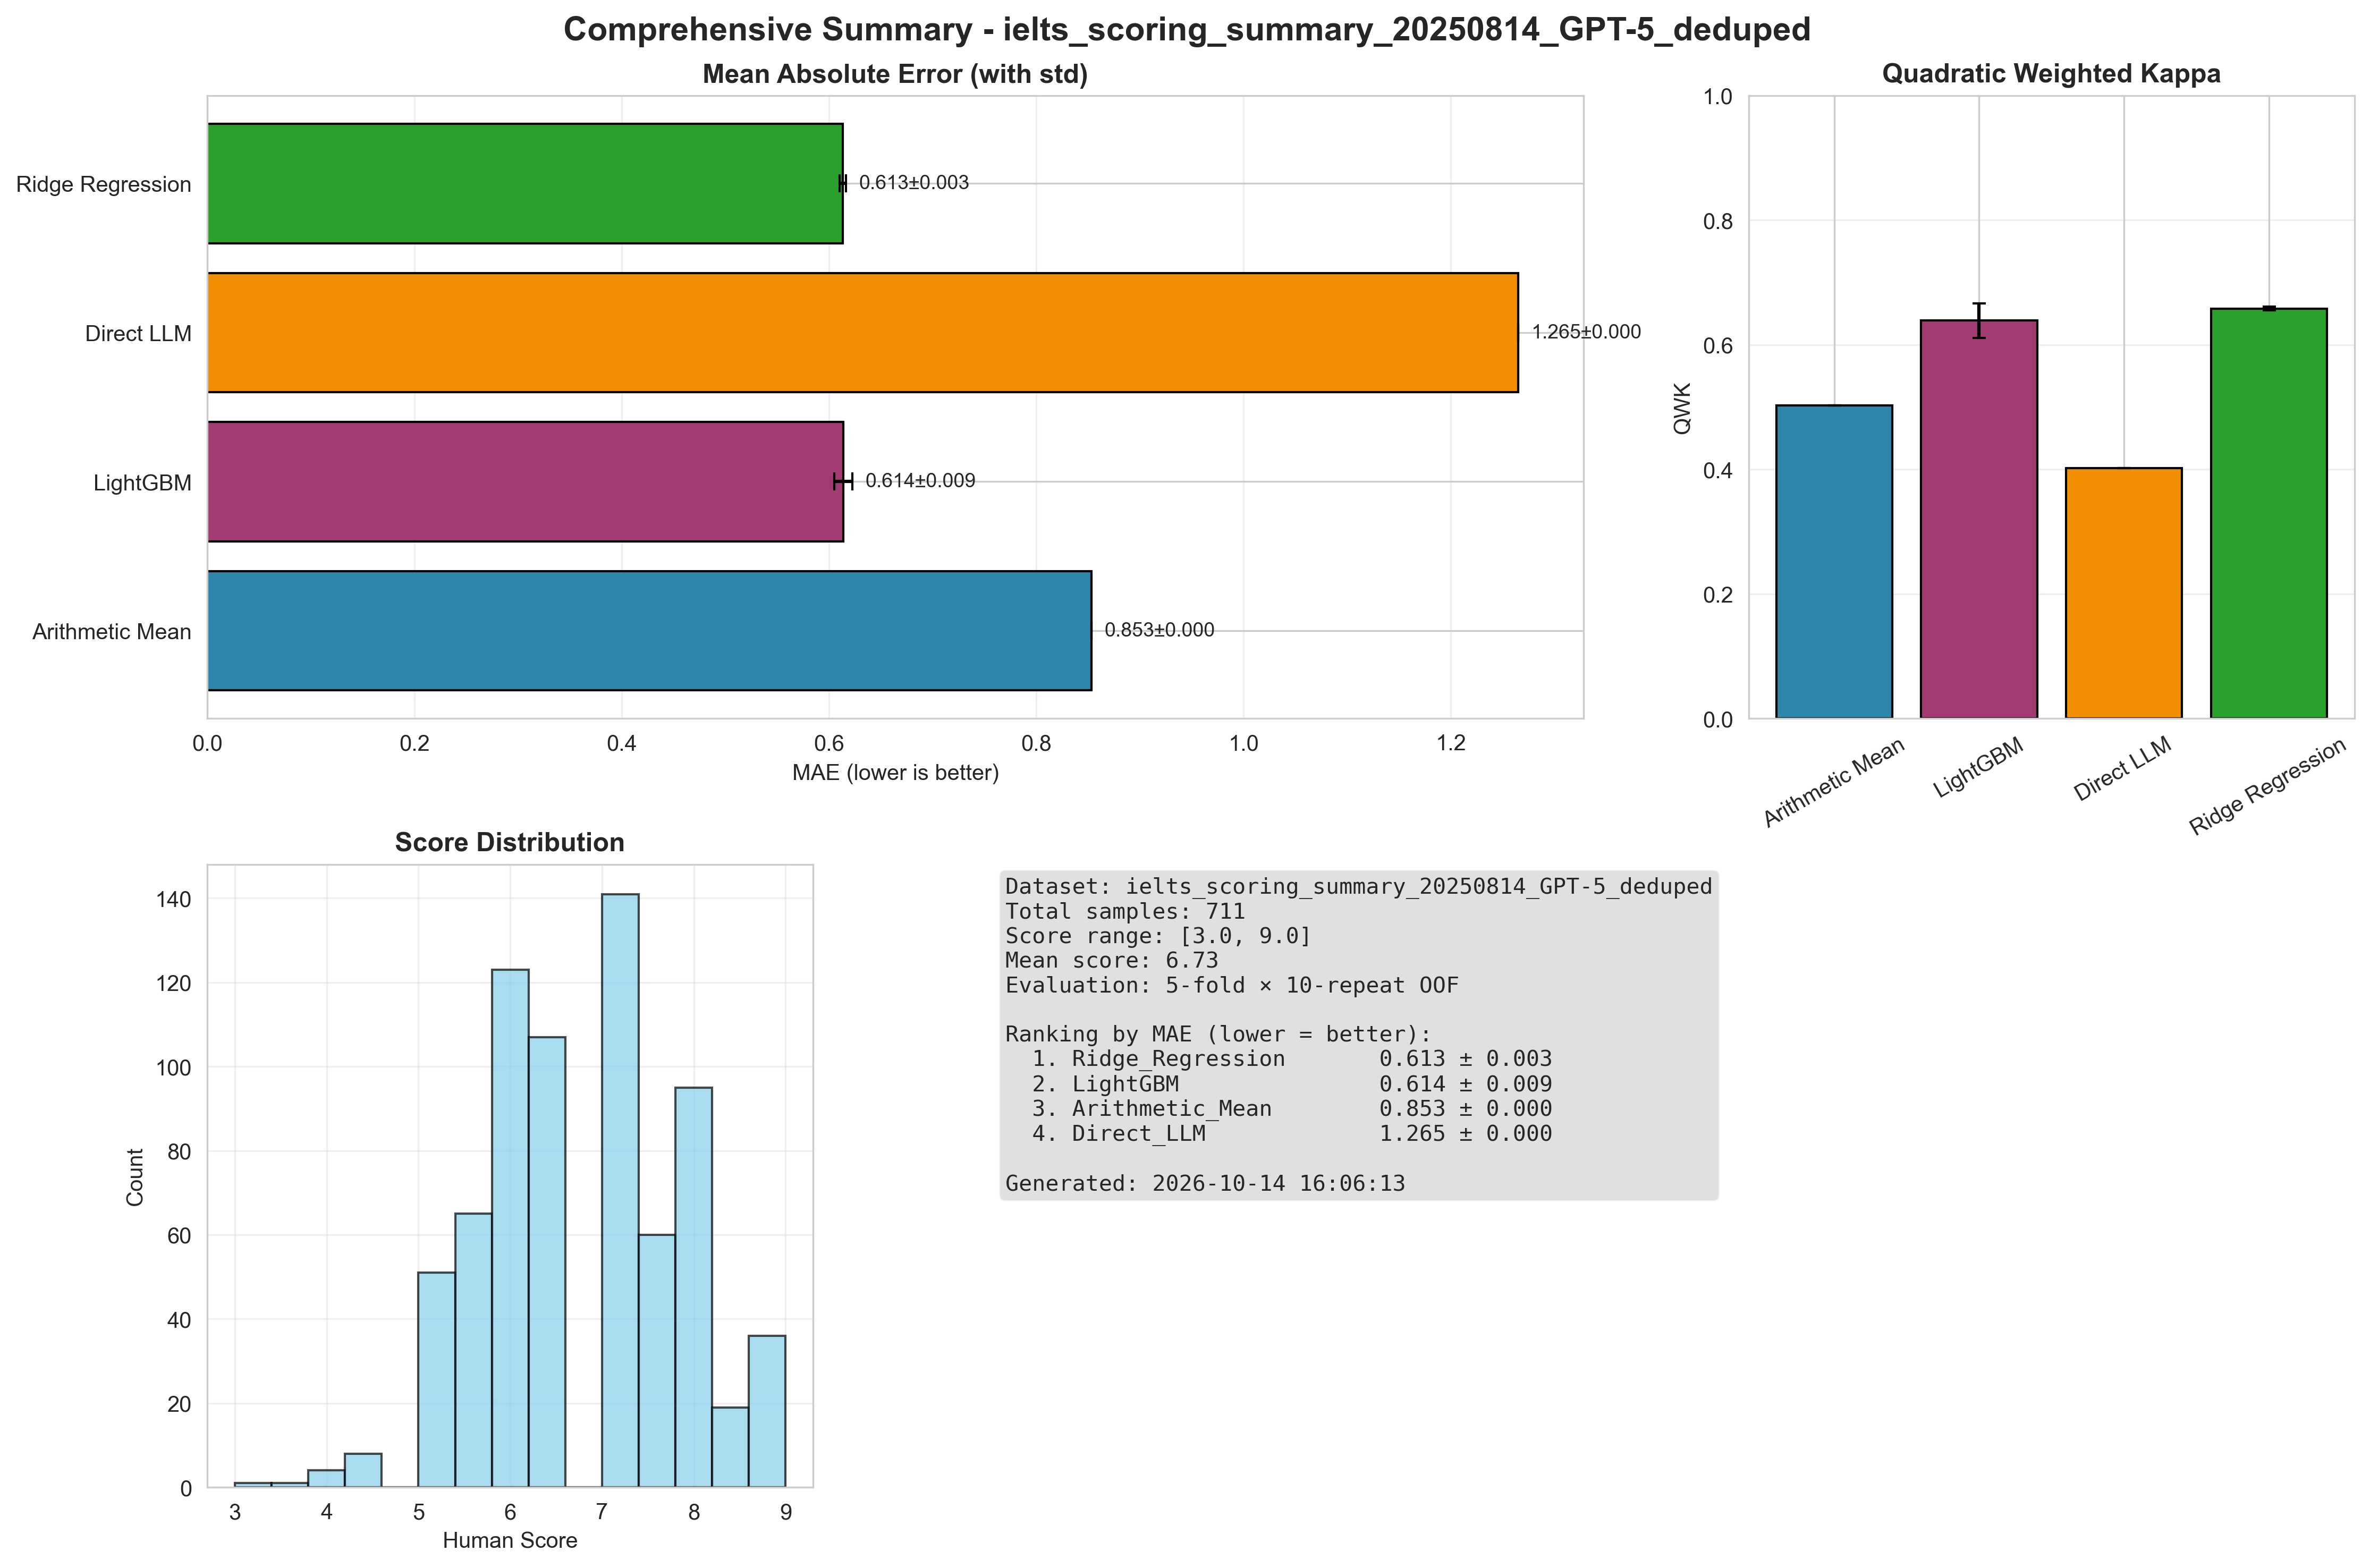 Comprehensive Summary - ielts_scoring_summary_20250814_GPT-5_deduped
Mean Absolute Error (with std)
Ridge Regression
0.613±0.003
Direct LLM
1.265±0.000
LightGBM
0.614±0.009
Arithmetic Mean
0.853±0.000
0.0 0.2 0.4 0.6 0.8 1.0 1.2
MAE (lower is better)
Quadratic Weighted Kappa
1.0
0.8
0.6
0.4
0.2
0.0
QWK
Arithmetic Mean
LightGBM
Direct LLM
Ridge Regression
Score Distribution
140
120
100
80
60
40
20
0
Count
3 4 5 6 7 8 9
Human Score
Dataset: ielts_scoring_summary_20250814_GPT-5_deduped
Total samples: 711
Score range: [3.0, 9.0]
Mean score: 6.73
Evaluation: 5-fold × 10-repeat OOF
Ranking by MAE (lower = better):
1. Ridge_Regression 0.613 ± 0.003
2. LightGBM 0.614 ± 0.009
3. Arithmetic_Mean 0.853 ± 0.000
4. Direct_LLM 1.265 ± 0.000
Generated: 2026-10-14 16:06:13